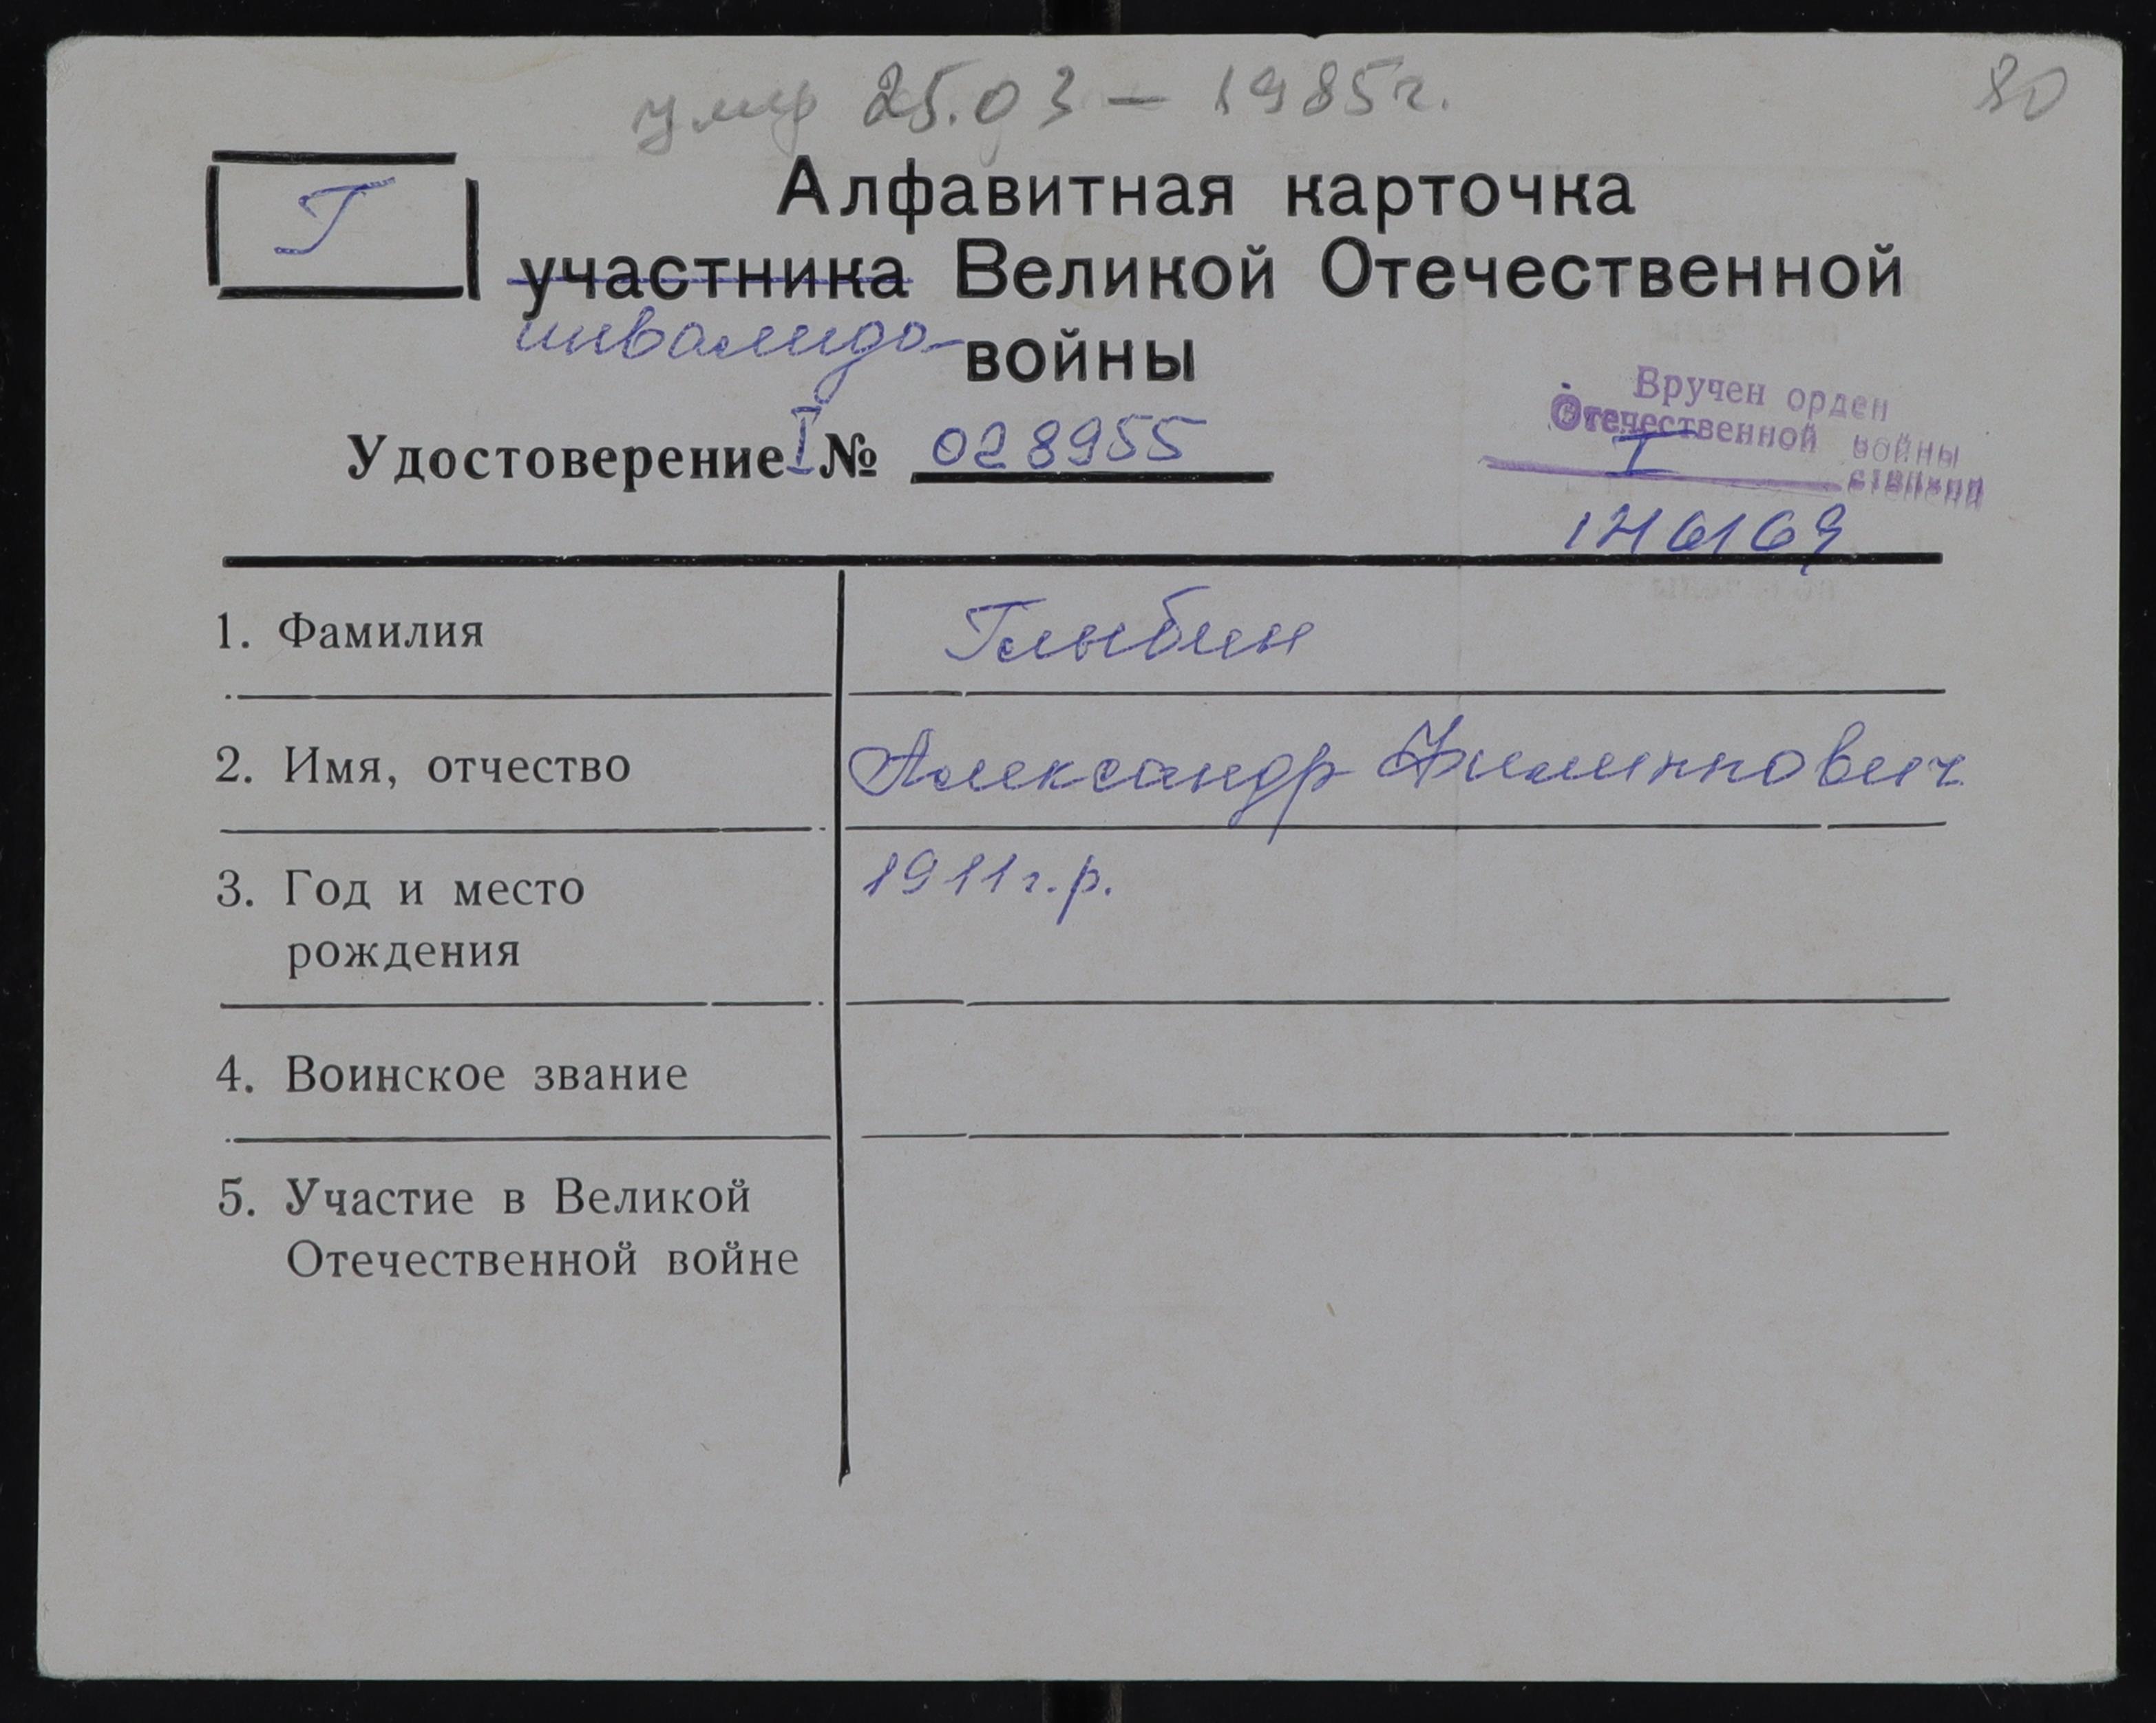 умер 25.03 – 1985г.
80
Г
Алфавитная карточка
участника Великой Отечественной
инвалида войны
Вручен орден
Отечественной войны
I степени
Удостоверение I № 028955
1. Фамилия Глыбин
2. Имя, отчество Александр Филиппович
3. Год и место 1911 г.р.
рождения
4. Воинское звание
5. Участие в Великой
Отечественной войне